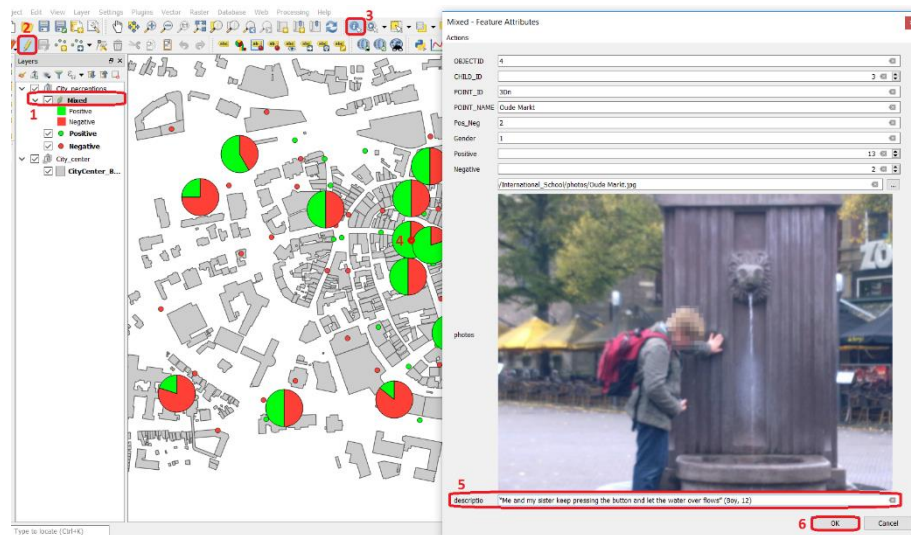 ject Edit View Layer Settings Plugins Vector Raster Database Web Processing Help
2
3
Layers
City_perceptions
Mixed
1
Positive
Negative
Positive
Negative
City_center
CityCenter_B...
4
Type to locate (Ctrl+K)
Mixed - Feature Attributes
Actions
OBJECTID 4
CHILD_ID 3
POINT_ID 3On
POINT_NAME Oude Markt
Pos_Neg 2
Gender 1
Positive 13
Negative 2
/International_School/photos/Oude Markt.jpg ...
photos
5
descriptio "Me and my sister keep pressing the button and let the water over flows" (Boy, 12)
6 OK Cancel